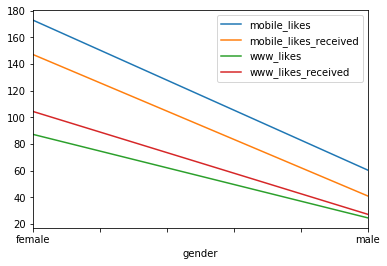 180
160
140
120
100
80
60
40
20
mobile_likes
mobile_likes_received
www_likes
www_likes_received
female
male
gender